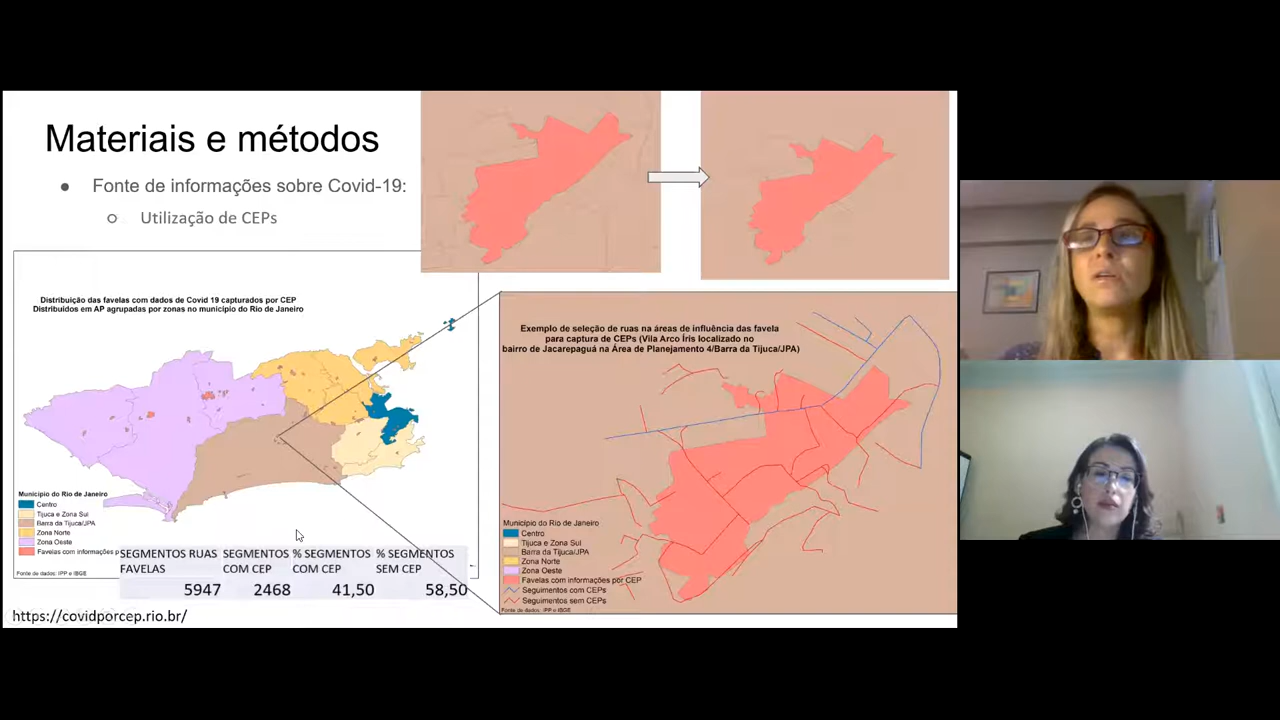 Materiais e métodos
● Fonte de informações sobre Covid-19:
○ Utilização de CEPs
Distribuição das favelas com dados de Covid 19 capturados por CEP
Distribuidos em AP agrupadas por zonas no município do Rio de Janeiro
Município do Rio de Janeiro
Centro
Tijuca e Zona Sul
Barra da Tijuca/JPA
Zona Norte
Zona Oeste
Favelas com informações p
Fonte de dados: IPP e IBGE
SEGMENTOS RUAS FAVELAS
SEGMENTOS COM CEP
% SEGMENTOS COM CEP
% SEGMENTOS SEM CEP
5947 2468 41,50 58,50
https://covidporcep.rio.br/
Exemplo de seleção de ruas na áreas de influência das favela
para captura de CEPs (Vila Arco Íris localizado no
bairro de Jacarepaguá na Área de Planejamento 4/Barra da Tijuca/JPA)
Município do Rio de Janeiro
Centro
Tijuca e Zona Sul
Barra da Tijuca/JPA
Zona Norte
Zona Oeste
Favelas com informações por CEP
Seguimentos com CEPs
Seguimentos sem CEPs
Fonte de dados: IPP e IBGE